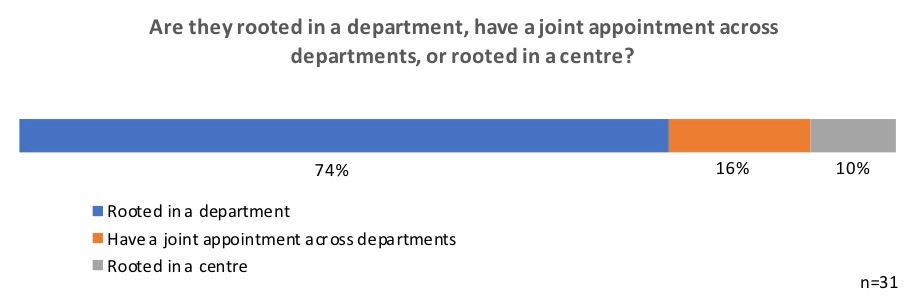 Are they rooted in a department, have a joint appointment across
departments, or rooted in a centre?
74%
16%
10%
Rooted in a department
Have a joint appointment across departments
Rooted in a centre
n=31